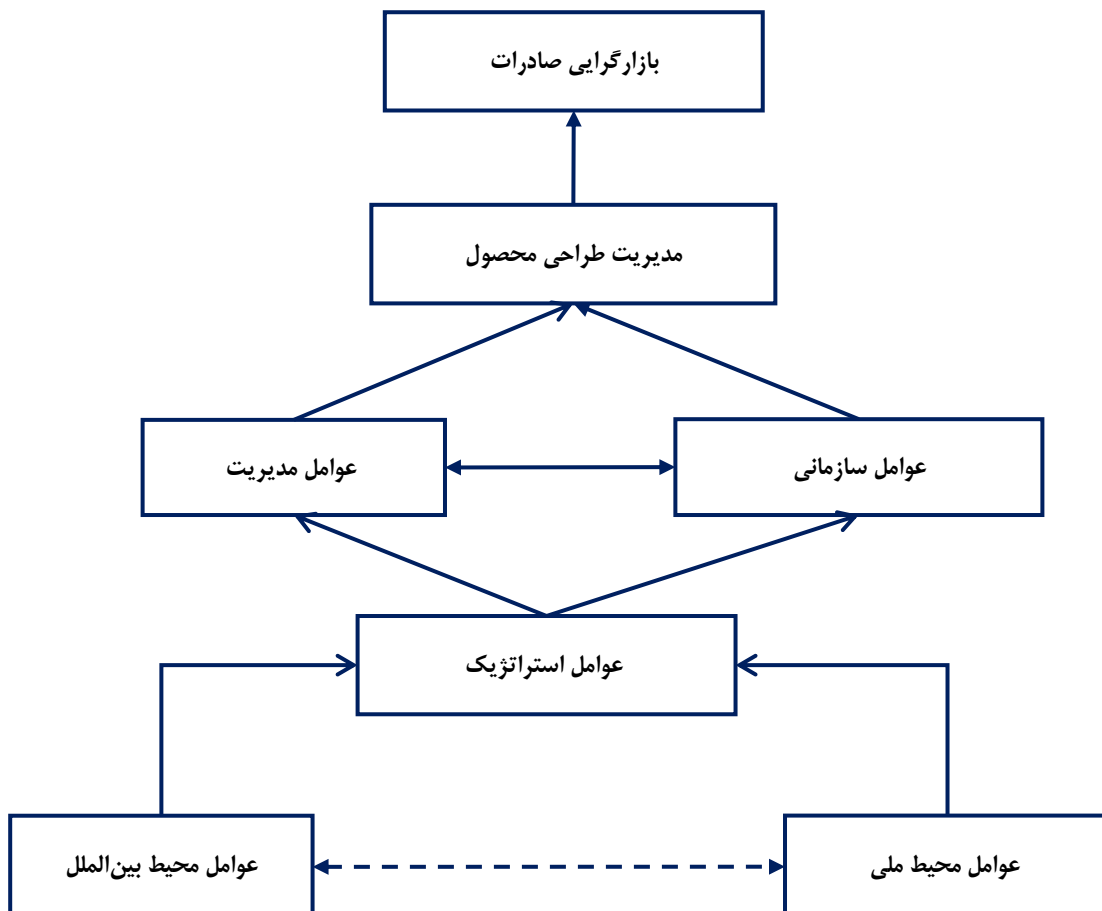 بازارگرایی صادرات
مدیریت طراحی محصول
عوامل سازمانی
عوامل مدیریت
عوامل استراتژیک
عوامل محیط ملی
عوامل محیط بین‌الملل